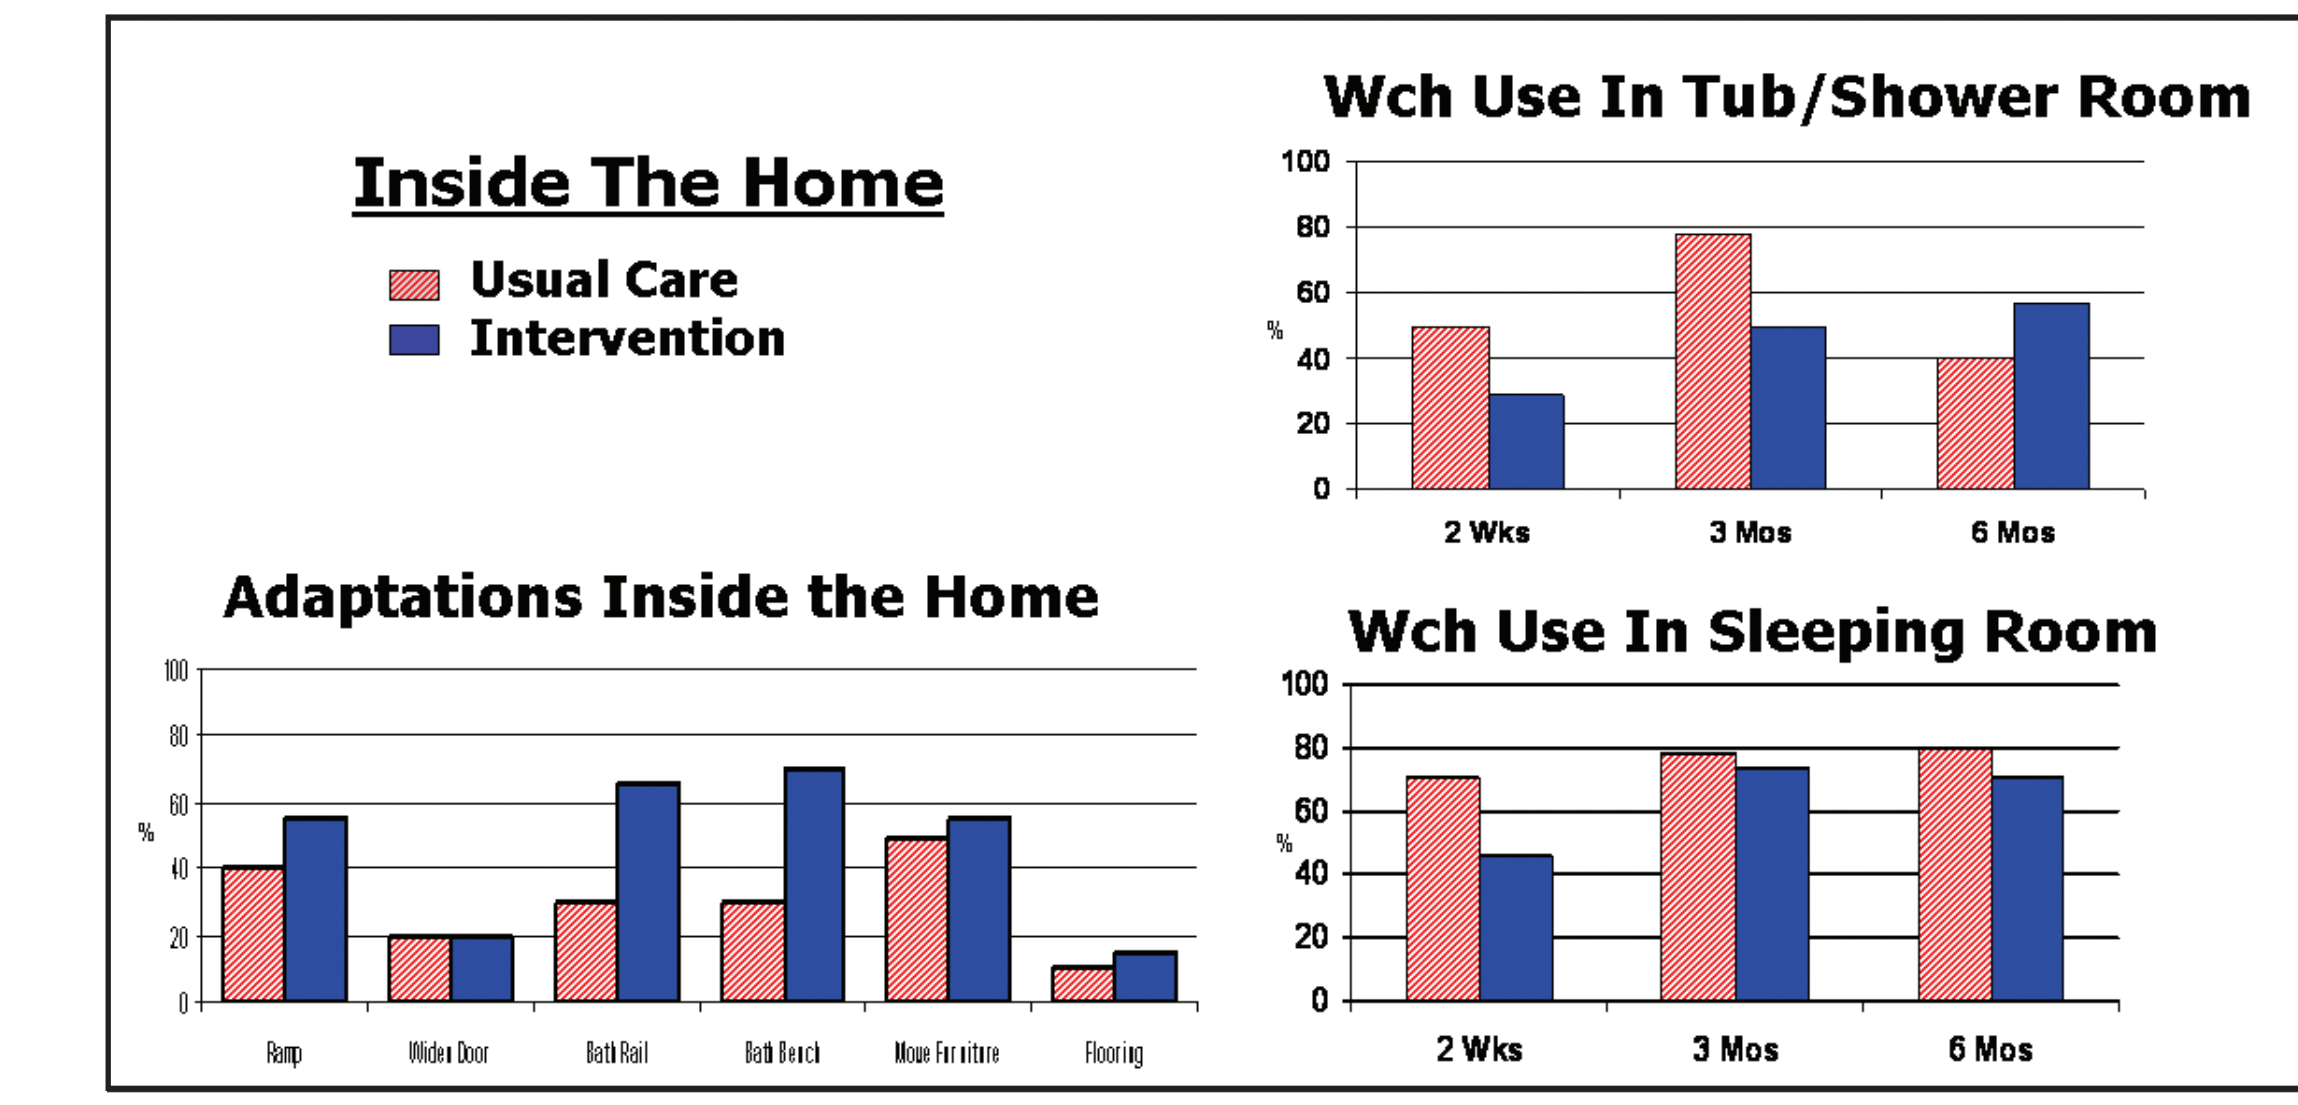 Inside The Home
Usual Care
Intervention
Wch Use In Tub/Shower Room
100
80
60
%
40
20
0
2 Wks 3 Mos 6 Mos
Adaptations Inside the Home
100
80
60
%
40
20
0
Ramp Widen Door Bath Rail Bath Bench Move Furniture Flooring
Wch Use In Sleeping Room
100
80
60
%
40
20
0
2 Wks 3 Mos 6 Mos